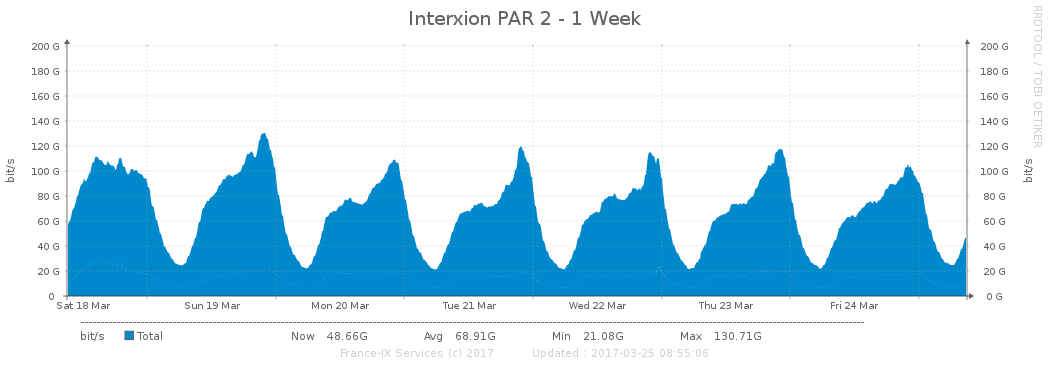 Interxion PAR 2 - 1 Week
RRDTOOL / TOBI OETIKER
200 G 200 G
180 G 180 G
160 G 160 G
140 G 140 G
120 G 120 G
100 G 100 G
80 G 80 G
60 G 60 G
40 G 40 G
20 G 20 G
0 0 G
bit/s
bit/s
Sat 18 Mar Sun 19 Mar Mon 20 Mar Tue 21 Mar Wed 22 Mar Thu 23 Mar Fri 24 Mar
bit/s Total Now 48.66G Avg 68.91G Min 21.08G Max 130.71G
France-IX Services (c) 2017 Updated : 2017-03-25 08:55:06